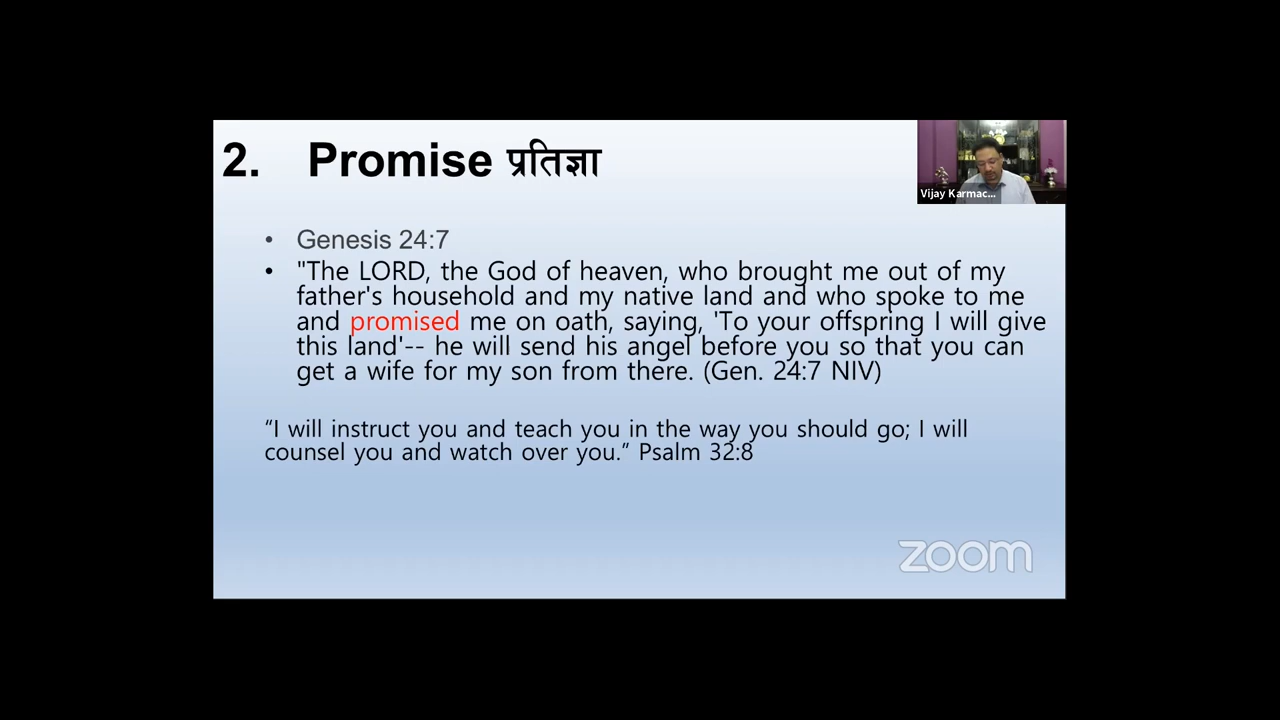 2. Promise प्रतिज्ञा
Vijay Karmac...
• Genesis 24:7
• "The LORD, the God of heaven, who brought me out of my
father's household and my native land and who spoke to me
and promised me on oath, saying, 'To your offspring I will give
this land'-- he will send his angel before you so that you can
get a wife for my son from there. (Gen. 24:7 NIV)
“I will instruct you and teach you in the way you should go; I will
counsel you and watch over you.” Psalm 32:8
zoom